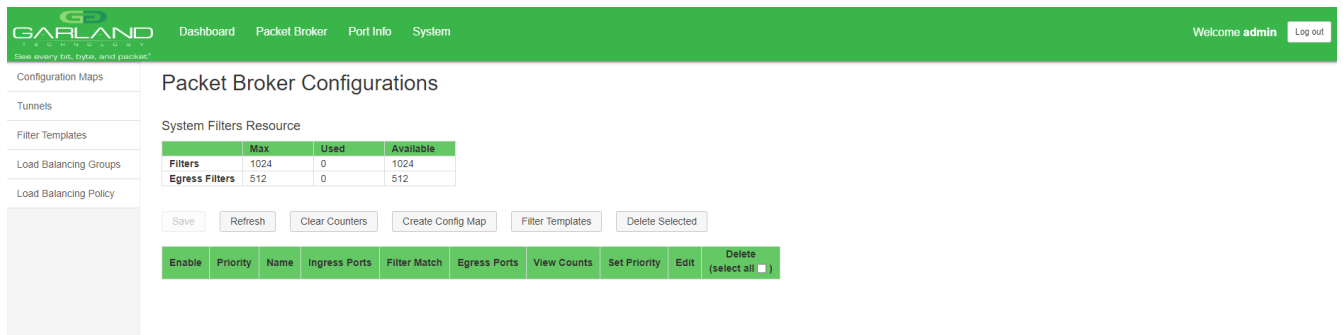 GARLAND
TECHNOLOGY
See every bit, byte, and packet®
Dashboard Packet Broker Port Info System
Welcome admin Log out
Configuration Maps
Tunnels
Filter Templates
Load Balancing Groups
Load Balancing Policy
Packet Broker Configurations
System Filters Resource
Max Used Available
Filters 1024 0 1024
Egress Filters 512 0 512
Save Refresh Clear Counters Create Config Map Filter Templates Delete Selected
Enable Priority Name Ingress Ports Filter Match Egress Ports View Counts Set Priority Edit Delete
(select all )